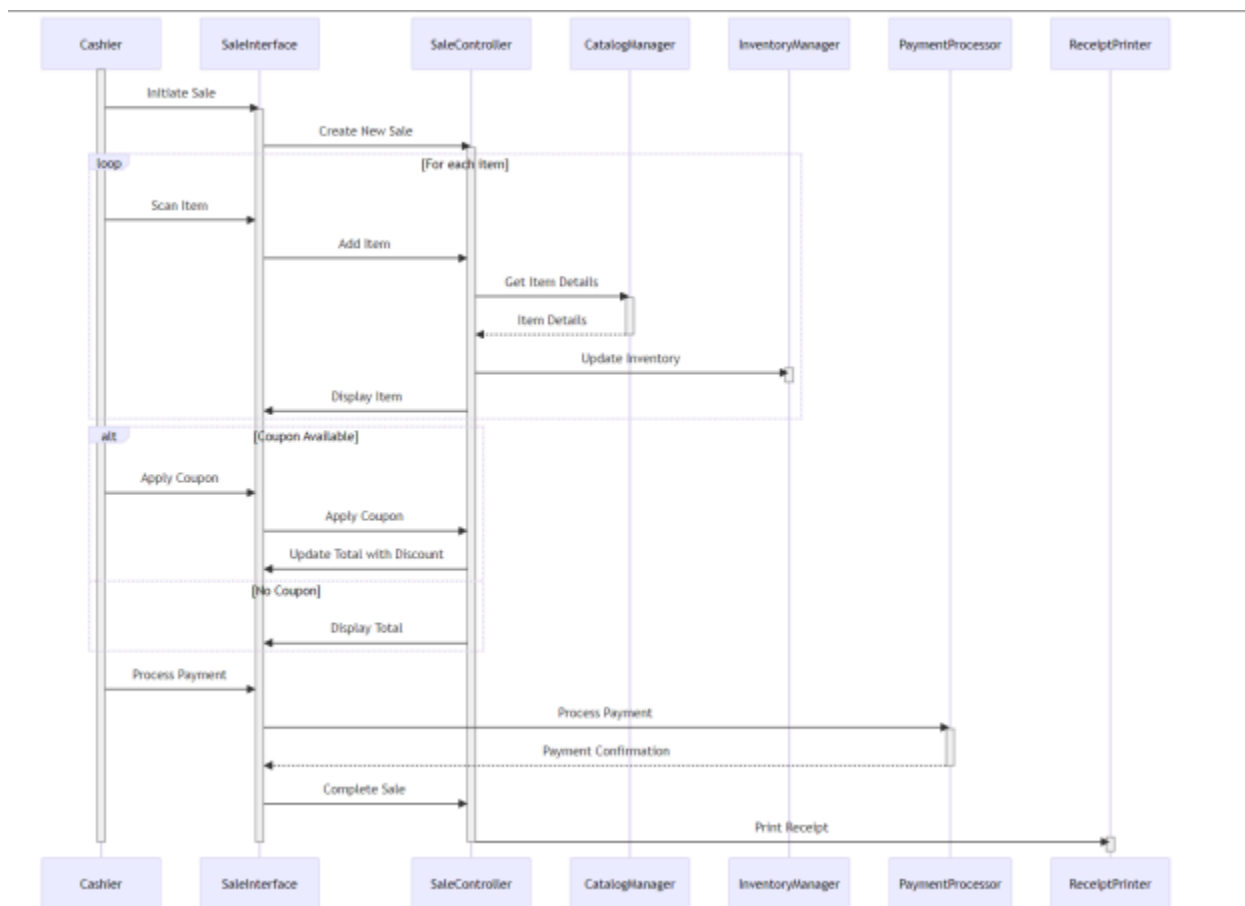 Cashier
SaleInterface
SaleController
CatalogManager
InventoryManager
PaymentProcessor
ReceiptPrinter
Initiate Sale
Create New Sale
loop
[For each item]
Scan Item
Add Item
Get Item Details
Item Details
Update Inventory
Display Item
alt
[Coupon Available]
Apply Coupon
Apply Coupon
Update Total with Discount
[No Coupon]
Display Total
Process Payment
Process Payment
Payment Confirmation
Complete Sale
Print Receipt
Cashier
SaleInterface
SaleController
CatalogManager
InventoryManager
PaymentProcessor
ReceiptPrinter